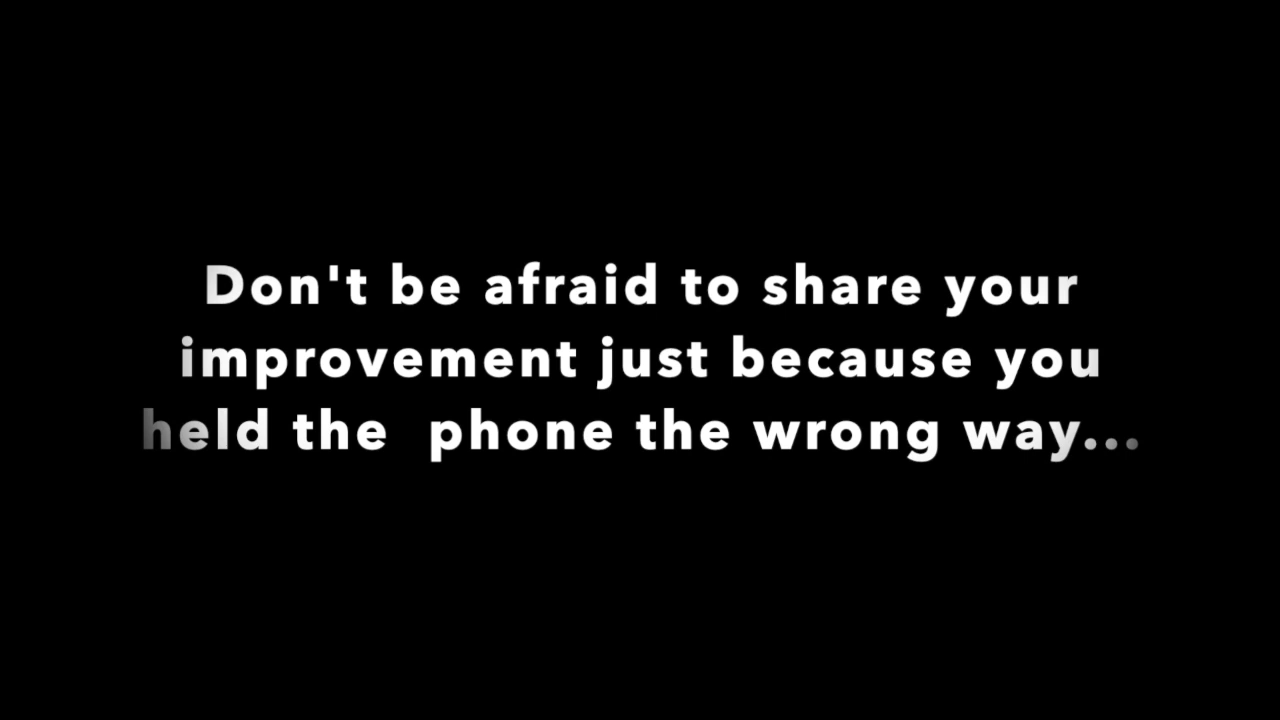 Don't be afraid to share your
improvement just because you
held the  phone the wrong way...